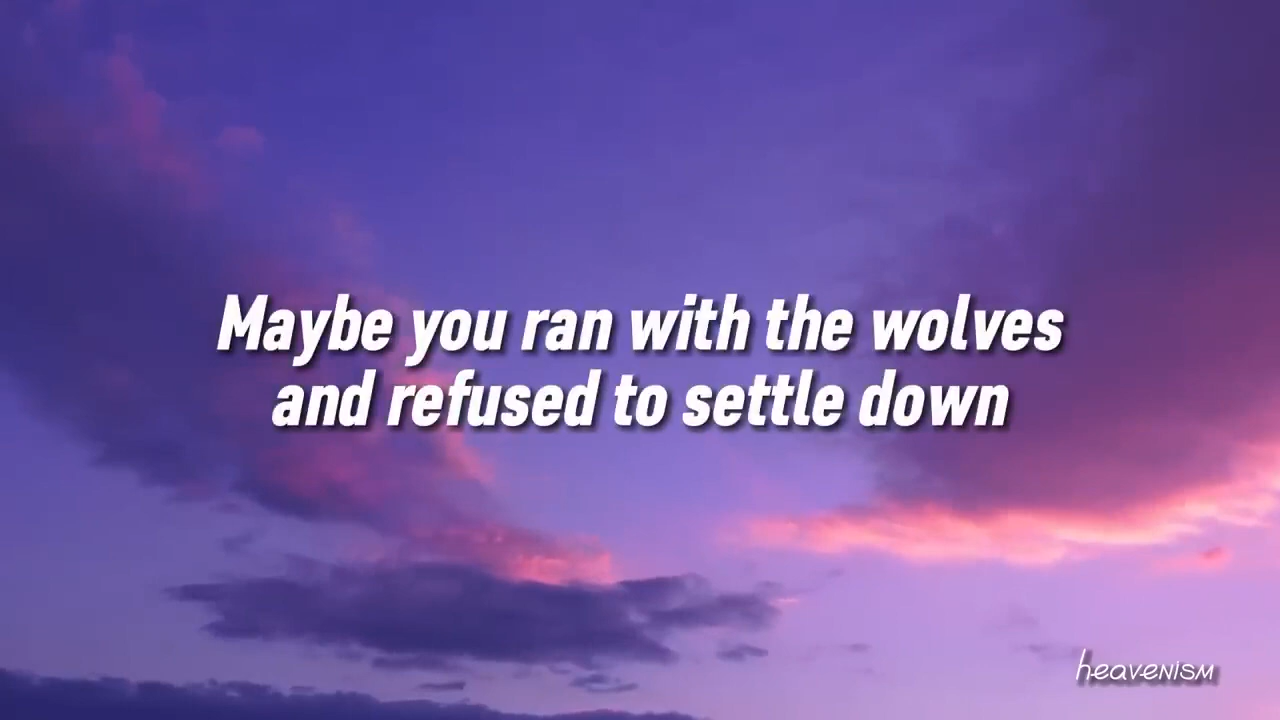 Maybe you ran with the wolves
and refused to settle down
heavenism